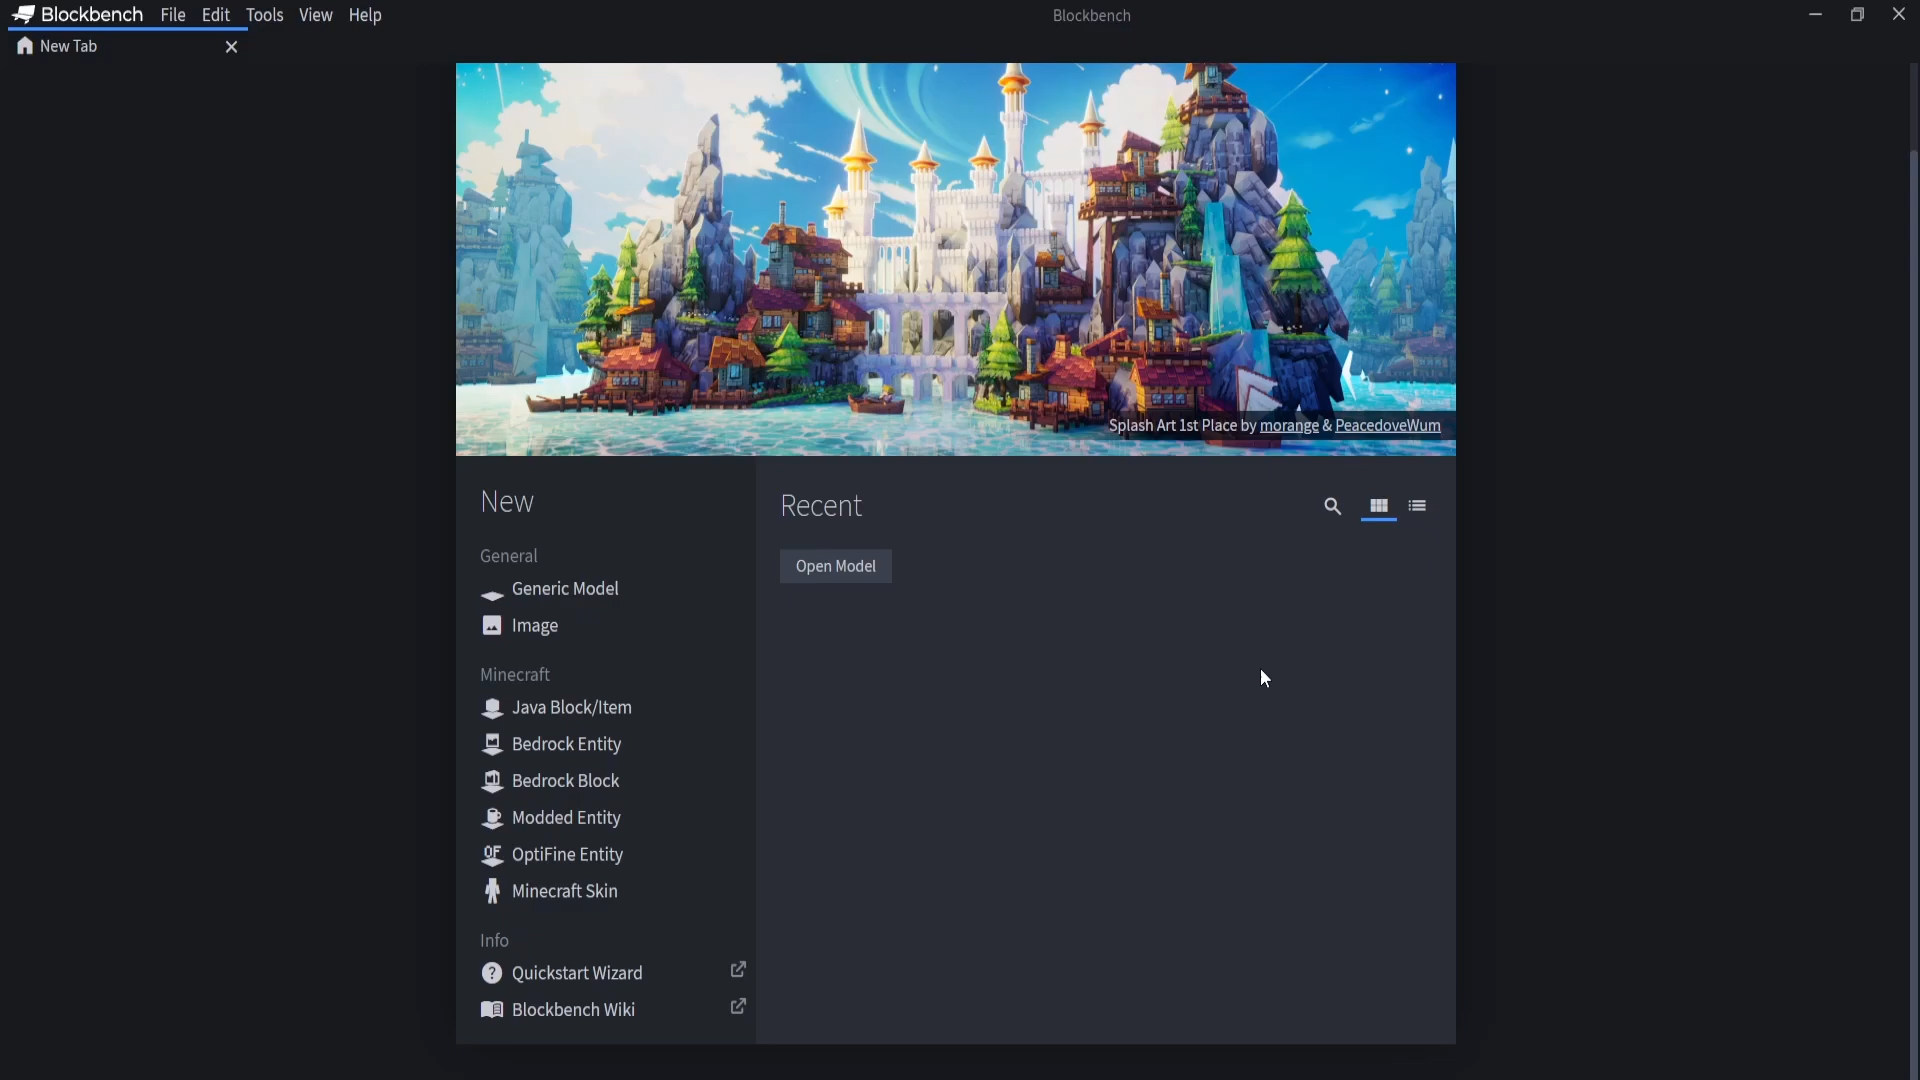 Blockbench File Edit Tools View Help
Blockbench
New Tab
Splash Art 1st Place by morange & PeacedoveWum
New
General
Generic Model
Image
Minecraft
Java Block/Item
Bedrock Entity
Bedrock Block
Modded Entity
OF OptiFine Entity
Minecraft Skin
Info
? Quickstart Wizard
Blockbench Wiki
Recent
Open Model